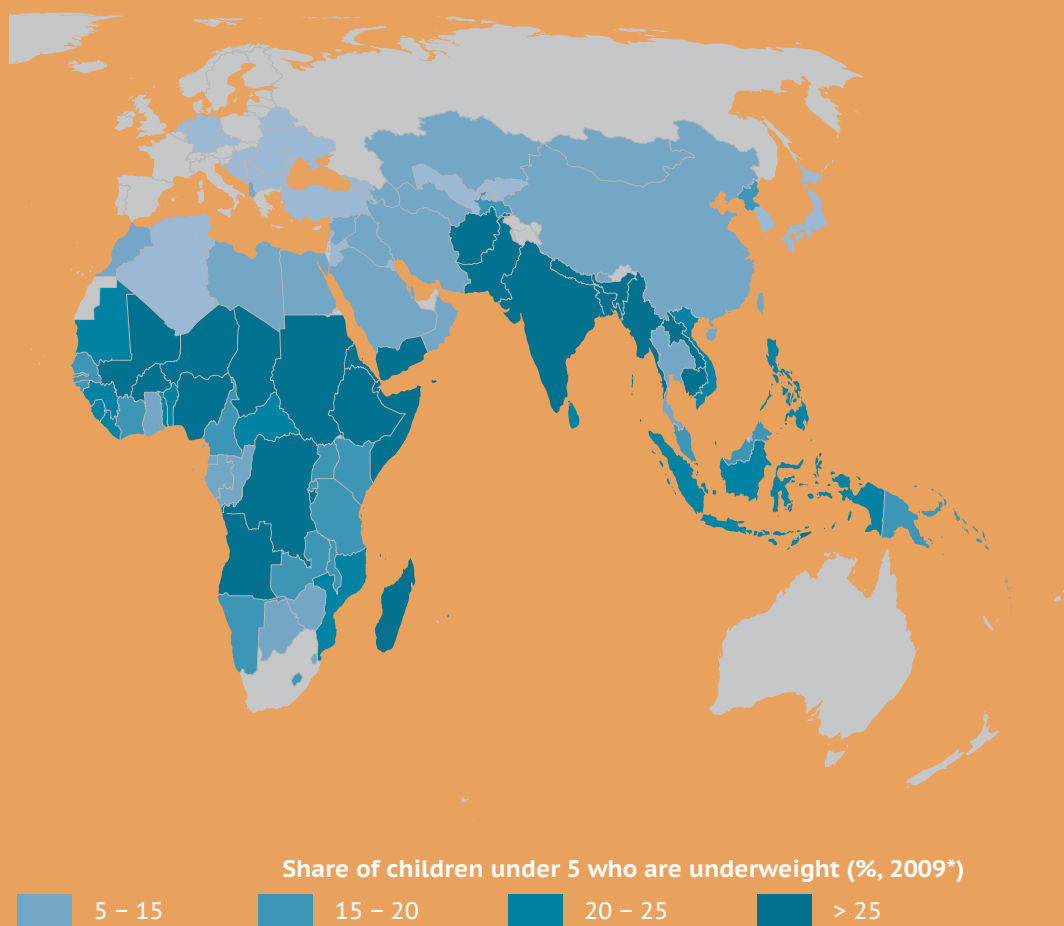 Share of children under 5 who are underweight (%, 2009*)
5 – 15 15 – 20 20 – 25 > 25